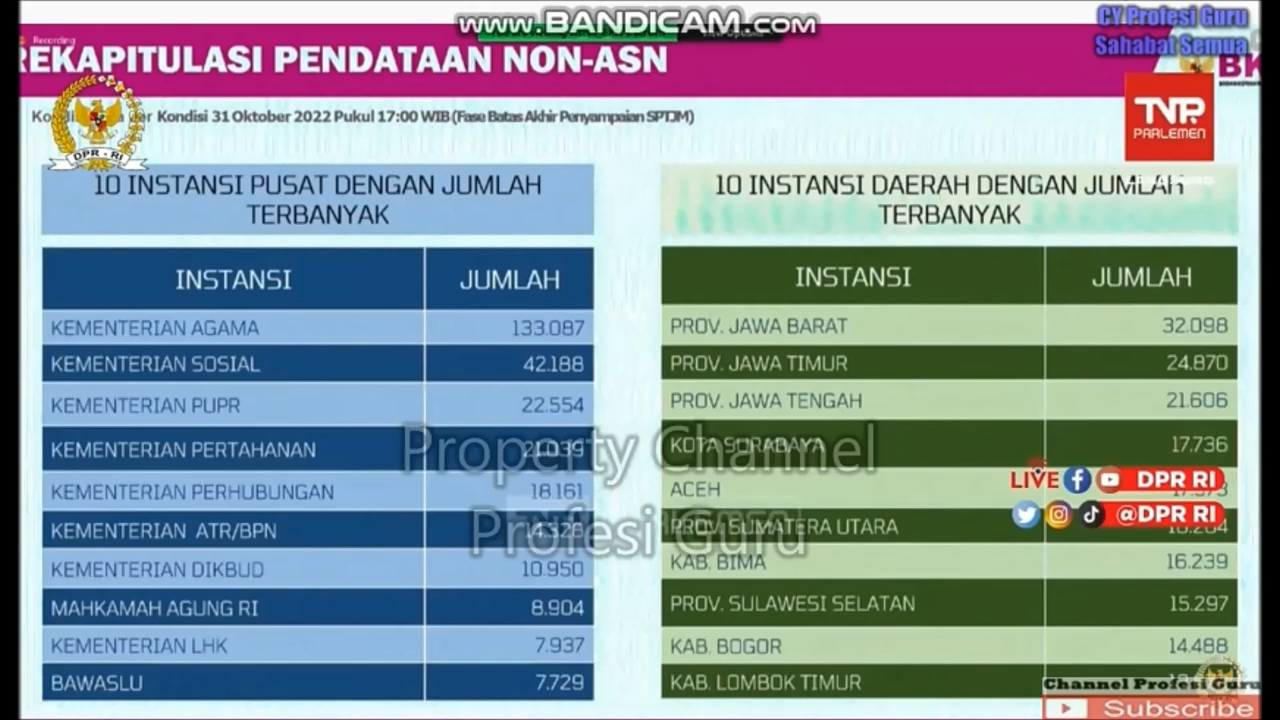 www.BANDICAM.com
CY Profesi Guru
Sahabat Semua
Recording
REKAPITULASI PENDATAAN NON-ASN
BK
Kondisi 31 Oktober 2022 Pukul 17:00 WIB (Fase Batas Akhir Penyampaian SPTJM)
DPR - RI
TVR
PARLEMEN
10 INSTANSI PUSAT DENGAN JUMLAH
TERBANYAK
INSTANSI JUMLAH
KEMENTERIAN AGAMA 133.087
KEMENTERIAN SOSIAL 42.188
KEMENTERIAN PUPR 22.554
KEMENTERIAN PERTAHANAN 21.039
KEMENTERIAN PERHUBUNGAN 18.161
KEMENTERIAN ATR/BPN
KEMENTERIAN DIKBUD 10.950
MAHKAMAH AGUNG RI 8.904
KEMENTERIAN LHK 7.937
BAWASLU 7.729
10 INSTANSI DAERAH DENGAN JUMLAH
TERBANYAK
INSTANSI JUMLAH
PROV. JAWA BARAT 32.098
PROV. JAWA TIMUR 24.870
PROV. JAWA TENGAH 21.606
KOTA SURABAYA 17.736
ACEH
PROV. SUMATERA UTARA
KAB. BIMA 16.239
PROV. SULAWESI SELATAN 15.297
KAB. BOGOR 14.488
KAB. LOMBOK TIMUR
Property Channel
Profesi Guru
LIVE DPR RI
@DPR RI
Channel Profesi Guru
Subscribe